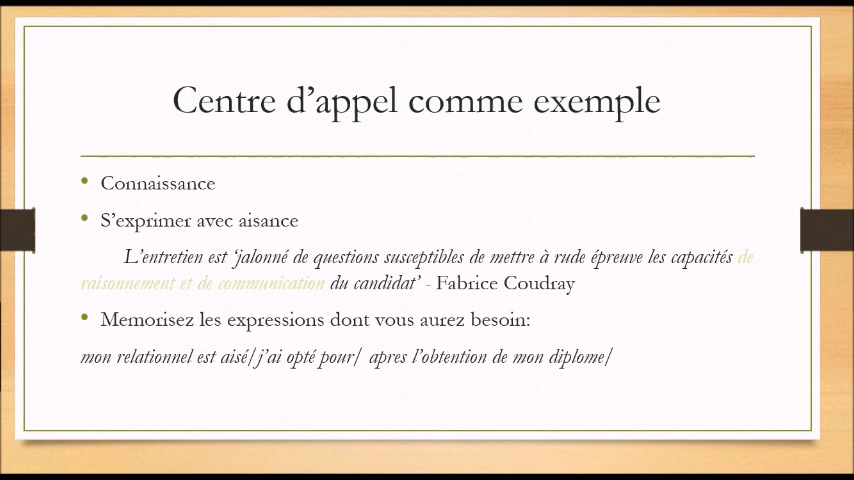 Centre d’appel comme exemple
• Connaissance
• S’exprimer avec aisance
L’entretien est ‘jalonné de questions susceptibles de mettre à rude épreuve les capacités de
raisonnement et de communication du candidat’ - Fabrice Coudray
• Memorisez les expressions dont vous aurez besoin:
mon relationnel est aisé/j’ai opté pour/ apres l’obtention de mon diplome/